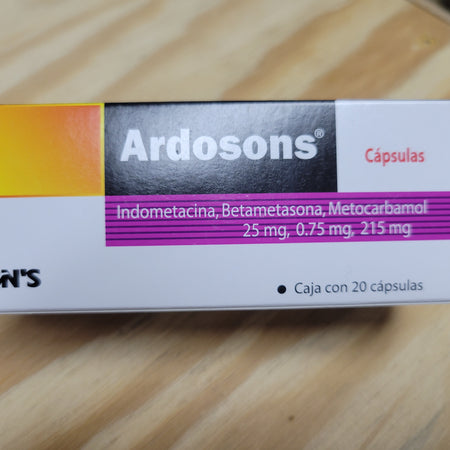 Ardosons®
Cápsulas
Indometacina, Betametasona, Metocarbamol
25 mg, 0.75 mg, 215 mg
N'S
● Caja con 20 cápsulas